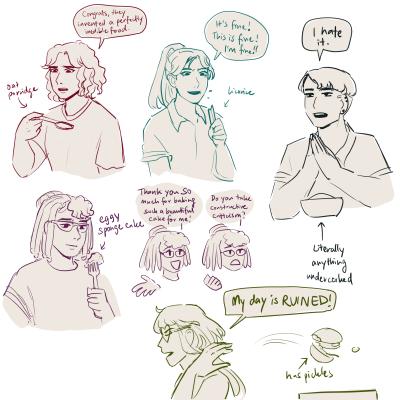 Congrats, they
invented a perfectly
inedible food.
oat
porridge
It's fine!
This is fine!
I'm fine!!
licorice
I hate
it.
Literally
anything
undercooked
eggy
sponge cake
Thank you SO
much for baking
such a beautiful
cake for me!
Do you take
constructive
criticism?
My day is RUINED!
has pickles